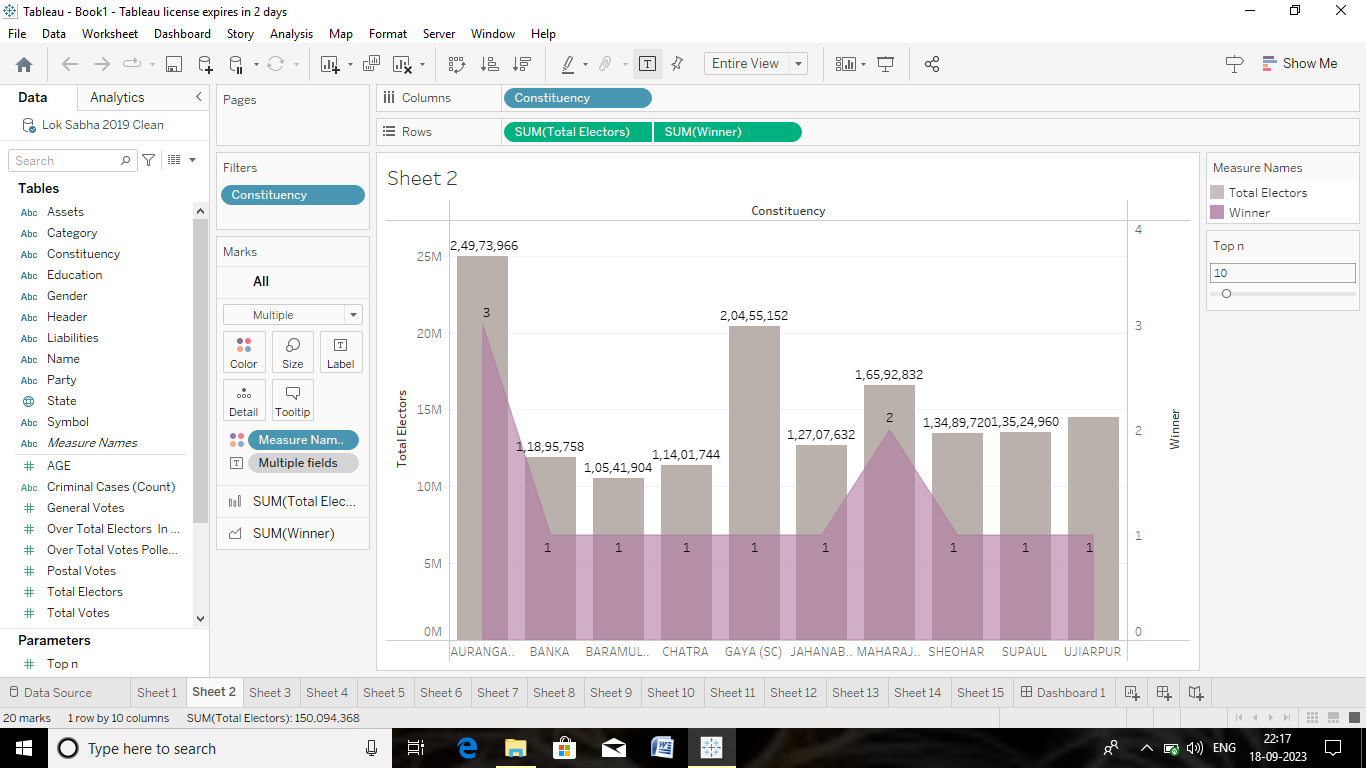 Tableau - Book1 - Tableau license expires in 2 days
File Data Worksheet Dashboard Story Analysis Map Format Server Window Help
Entire View
Show Me
Data Analytics
Lok Sabha 2019 Clean
Search
Tables
Abc Assets
Abc Category
Abc Constituency
Abc Education
Abc Gender
Abc Header
Abc Liabilities
Abc Name
Abc Party
State
Abc Symbol
Abc Measure Names
# AGE
Abc Criminal Cases (Count)
# General Votes
# Over Total Electors In ...
# Over Total Votes Polle...
# Postal Votes
# Total Electors
# Total Votes
Parameters
# Top n
Pages
Filters
Constituency
Marks
All
Multiple
Color Size Label
Detail Tooltip
Measure Nam..
Multiple fields
SUM(Total Elec...
SUM(Winner)
Columns Constituency
Rows SUM(Total Electors) SUM(Winner)
Sheet 2
Constituency
Total Electors
25M
20M
15M
10M
5M
0M
2,49,73,966
1,18,95,758
1,05,41,904
1,14,01,744
2,04,55,152
1,27,07,632
1,65,92,832
1,34,89,720
1,35,24,960
3
1
1
1
1
1
2
1
1
1
4
3
2
1
0
Winner
AURANGA.. BANKA BARAMUL.. CHATRA GAYA (SC) JAHANAB.. MAHARAJ.. SHEOHAR SUPAUL UJIARPUR
Measure Names
Total Electors
Winner
Top n
10
Data Source Sheet 1 Sheet 2 Sheet 3 Sheet 4 Sheet 5 Sheet 6 Sheet 7 Sheet 8 Sheet 9 Sheet 10 Sheet 11 Sheet 12 Sheet 13 Sheet 14 Sheet 15 Dashboard 1
20 marks 1 row by 10 columns SUM(Total Electors): 150,094,368
Type here to search
ENG
22:17
18-09-2023